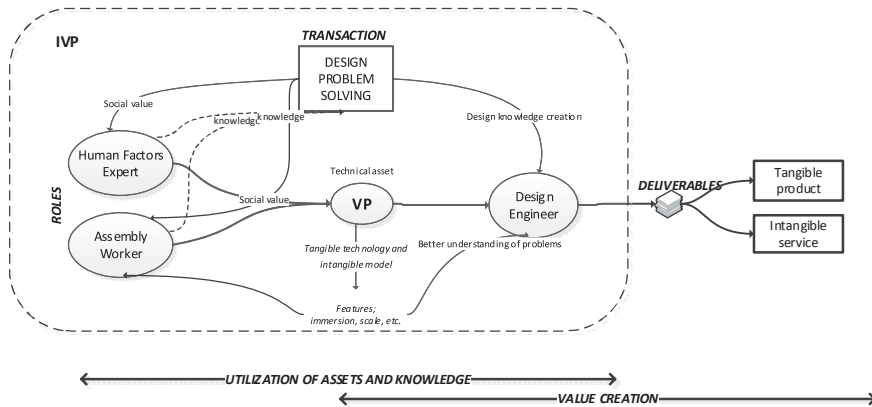 IVP
TRANSACTION
DESIGN
PROBLEM
SOLVING
Social value
knowledge
knowledge
Design knowledge creation
Human Factors
Expert
ROLES
Technical asset
Social value
VP
Design
Engineer
DELIVERABLES
Tangible
product
Intangible
service
Assembly
Worker
Tangible technology and
intangible model
Better understanding of problems
Features;
immersion, scale, etc.
UTILIZATION OF ASSETS AND KNOWLEDGE
VALUE CREATION